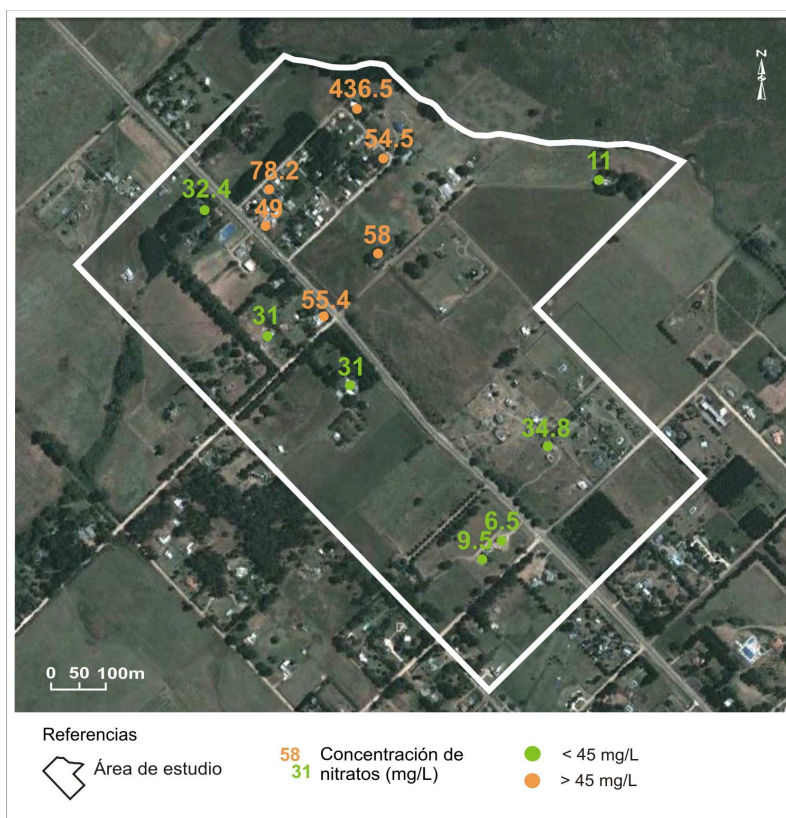 N
436.5
54.5
11
78.2
32.4
49
58
55.4
31
31
34.8
6.5
9.5
0 50 100m
Referencias
Área de estudio
58
31
Concentración de
nitratos (mg/L)
< 45 mg/L
> 45 mg/L